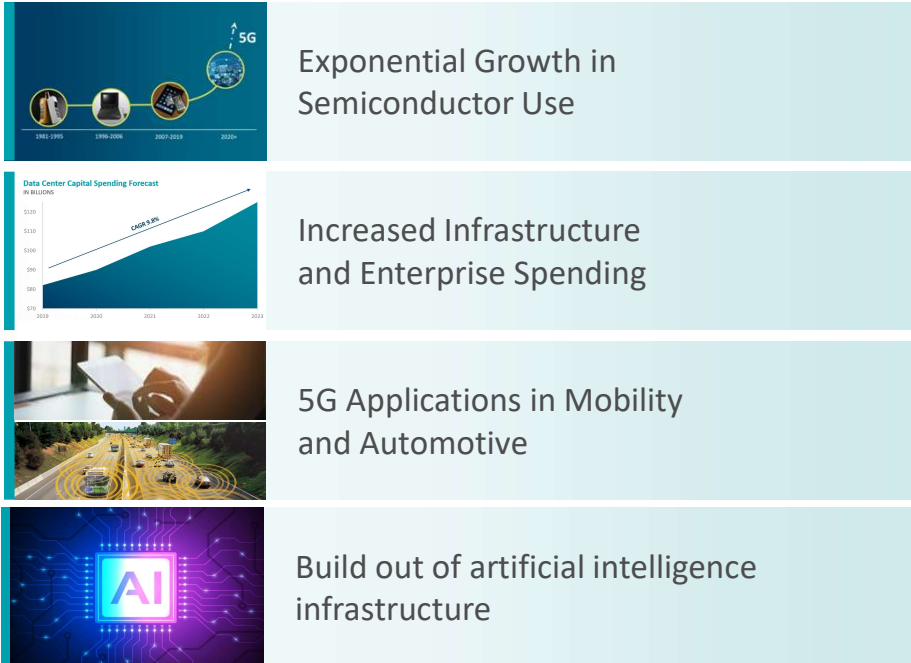 5G
1981-1995 1996-2006 2007-2019 2020+
Exponential Growth in
Semiconductor Use
Data Center Capital Spending Forecast
IN BILLIONS
$120
$110
$100
$90
$80
$70
CAGR 9.8%
2019 2020 2021 2022 2023
Increased Infrastructure
and Enterprise Spending
5G Applications in Mobility
and Automotive
AI
Build out of artificial intelligence
infrastructure